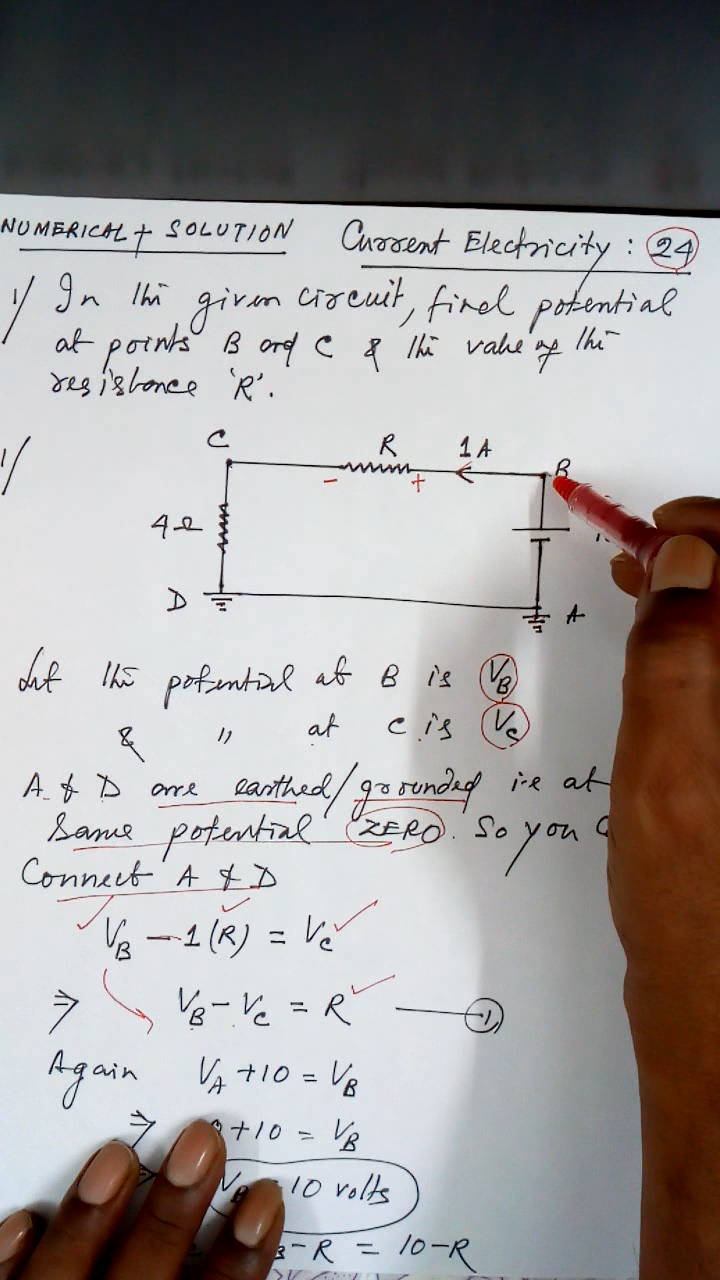 NUMERICAL + SOLUTION Current Electricity : 24
1/ In the given circuit, find potential
at points B and C & the value of the
resistance 'R'.
1/
C R 1A B
- +
4Ω
D A
Let the potential at B is VB
& " at C is Vc
A & D are earthed/grounded i.e at
Same potential ZERO. So you
Connect A & D
VB - 1(R) = Vc
⇒ VB - Vc = R — 1
Again VA + 10 = VB
⇒ 0 + 10 = VB
VB = 10 volts
- R = 10 - R